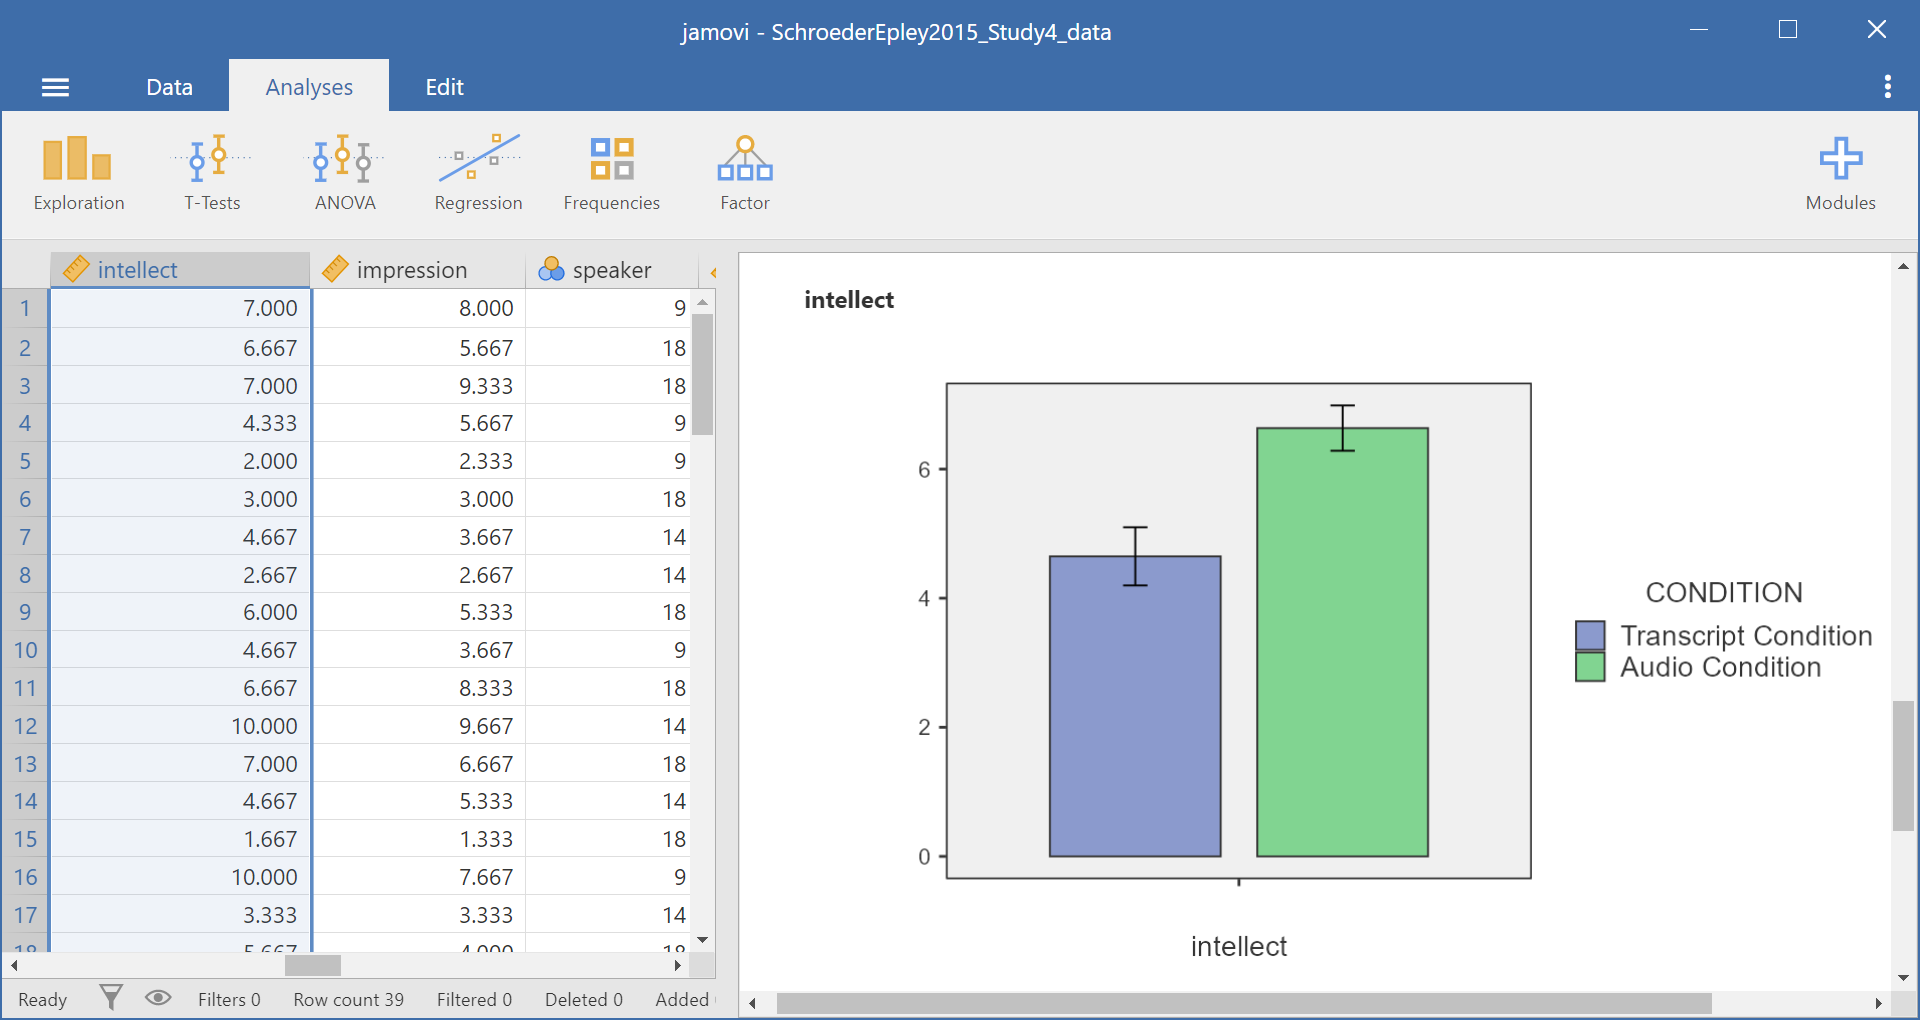 jamovi - SchroederEpley2015_Study4_data
Data Analyses Edit
Exploration T-Tests ANOVA Regression Frequencies Factor Modules
intellect impression speaker
1 7.000 8.000 9
2 6.667 5.667 18
3 7.000 9.333 18
4 4.333 5.667 9
5 2.000 2.333 9
6 3.000 3.000 18
7 4.667 3.667 14
8 2.667 2.667 14
9 6.000 5.333 18
10 4.667 3.667 9
11 6.667 8.333 18
12 10.000 9.667 14
13 7.000 6.667 18
14 4.667 5.333 14
15 1.667 1.333 18
16 10.000 7.667 9
17 3.333 3.333 14
18 5.667 4.000 18
Ready Filters 0 Row count 39 Filtered 0 Deleted 0 Added
intellect
6
4
2
0
intellect
CONDITION
Transcript Condition
Audio Condition